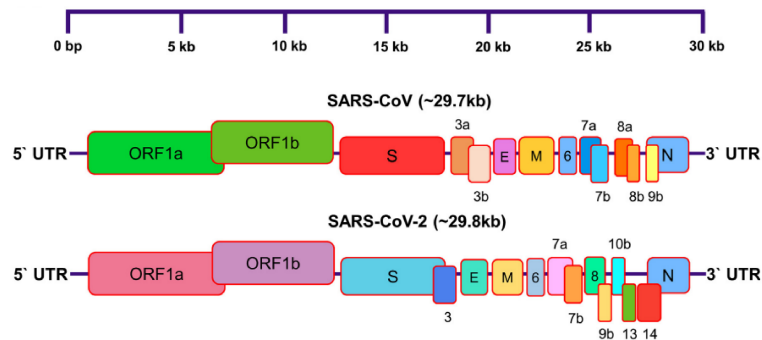 0 bp 5 kb 10 kb 15 kb 20 kb 25 kb 30 kb
SARS-CoV (~29.7kb)
3a 7a 8a
5` UTR ORF1a ORF1b S E M 6 N 3` UTR
3b 7b 8b 9b
SARS-CoV-2 (~29.8kb)
7a 10b
5` UTR ORF1a ORF1b S E M 6 8 N 3` UTR
3 7b 9b 13 14